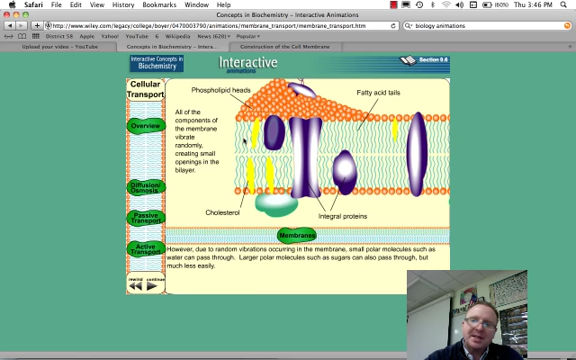 Safari File Edit View History Bookmarks Window
(60%) Thu 3:46 PM
Concepts in Biochemistry - Interactive Animations
http://www.wiley.com/legacy/college/boyer/0470003790/animations/membrane_transport/membrane_transport.htm
biology animations
District 58 Apple Yahoo! YouTube 6 Wikipedia News (620) Popular
Upload your video – YouTube
Concepts in Biochemistry – Intera...
Construction of the Cell Membrane
Interactive Concepts in
Biochemistry
Interactive
animations
Section 9.6
Cellular
Transport
Overview
Diffusion/
Osmosis
Passive
Transport
Active
Transport
rewind continue
Phospholipid heads
Fatty acid tails
All of the
components of
the membrane
vibrate
randomly,
creating small
openings in the
bilayer.
Cholesterol
Integral proteins
Membranes
However, due to random vibrations occurring in the membrane, small polar molecules such as
water can pass through. Larger polar molecules such as sugars can also pass through, but
much less easily.